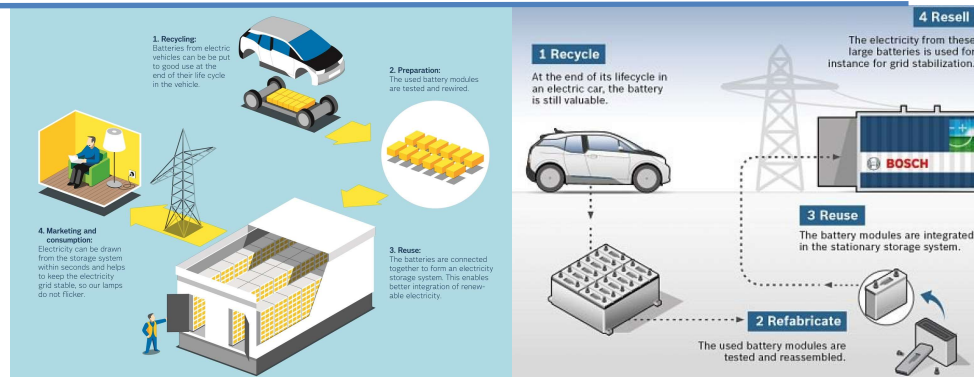 1. Recycling:
Batteries from electric
vehicles can be be put
to good use at the
end of their life cycle
in the vehicle.
2. Preparation:
The used battery modules
are tested and rewired.
3. Reuse:
The batteries are connected
together to form an electricity
storage system. This enables
better integration of renew-
able electricity.
4. Marketing and
consumption:
Electricity can be drawn
from the storage system
within seconds and helps
to keep the electricity
grid stable, so our lamps
do not flicker.
1 Recycle
At the end of its lifecycle in
an electric car, the battery
is still valuable.
2 Refabricate
The used battery modules are
tested and reassembled.
3 Reuse
The battery modules are integrated
in the stationary storage system.
4 Resell
The electricity from these
large batteries is used for
instance for grid stabilization.
BOSCH